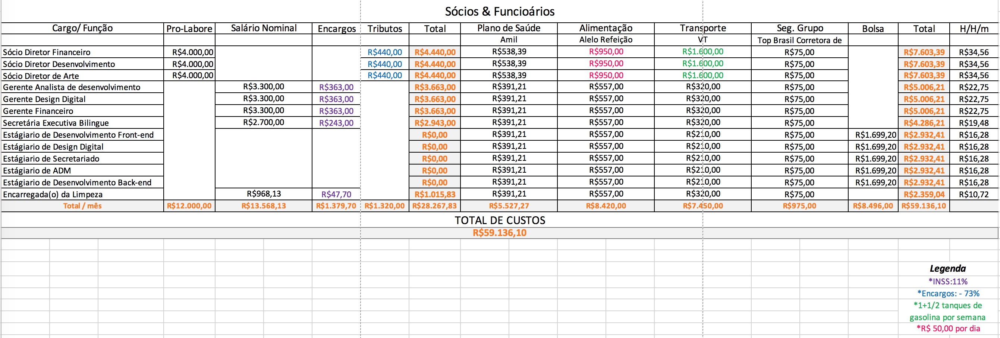 Sócios & Funcioários
Cargo/ Função Pro-Labore Salário Nominal Encargos Tributos Total Plano de Saúde Alimentação Transporte Seg. Grupo Bolsa Total H/H/m
Amil Alelo Refeição VT Top Brasil Corretora de
Sócio Diretor Financeiro R$4.000,00 R$440,00 R$4.440,00 R$538,39 R$950,00 R$1.600,00 R$75,00 R$7.603,39 R$34,56
Sócio Diretor Desenvolvimento R$4.000,00 R$440,00 R$4.440,00 R$538,39 R$950,00 R$1.600,00 R$75,00 R$7.603,39 R$34,56
Sócio Diretor de Arte R$4.000,00 R$440,00 R$4.440,00 R$538,39 R$950,00 R$1.600,00 R$75,00 R$7.603,39 R$34,56
Gerente Analista de desenvolvimento R$3.300,00 R$363,00 R$3.663,00 R$391,21 R$557,00 R$320,00 R$75,00 R$5.006,21 R$22,75
Gerente Design Digital R$3.300,00 R$363,00 R$3.663,00 R$391,21 R$557,00 R$320,00 R$75,00 R$5.006,21 R$22,75
Gerente Financeiro R$3.300,00 R$363,00 R$3.663,00 R$391,21 R$557,00 R$320,00 R$75,00 R$5.006,21 R$22,75
Secretária Executiva Bilingue R$2.700,00 R$243,00 R$2.943,00 R$391,21 R$557,00 R$320,00 R$75,00 R$4.286,21 R$19,48
Estágiario de Desenvolvimento Front-end R$0,00 R$391,21 R$557,00 R$210,00 R$75,00 R$1.699,20 R$2.932,41 R$16,28
Estágiario de Design Digital R$0,00 R$391,21 R$557,00 R$210,00 R$75,00 R$1.699,20 R$2.932,41 R$16,28
Estágiario de Secretariado R$0,00 R$391,21 R$557,00 R$210,00 R$75,00 R$1.699,20 R$2.932,41 R$16,28
Estágiario de ADM R$0,00 R$391,21 R$557,00 R$210,00 R$75,00 R$1.699,20 R$2.932,41 R$16,28
Estágiario de Desenvolvimento Back-end R$0,00 R$391,21 R$557,00 R$210,00 R$75,00 R$1.699,20 R$2.932,41 R$16,28
Encarregada(o) da Limpeza R$968,13 R$47,70 R$1.015,83 R$391,21 R$557,00 R$320,00 R$75,00 R$2.359,04 R$10,72
Total / mês R$12.000,00 R$13.568,13 R$1.379,70 R$1.320,00 R$28.267,83 R$5.527,27 R$8.420,00 R$7.450,00 R$975,00 R$8.496,00 R$59.136,10
TOTAL DE CUSTOS
R$59.136,10
Legenda
*INSS:11%
*Encargos: - 73%
*1+1/2 tanques de
gasolina por semana
*R$ 50,00 por dia